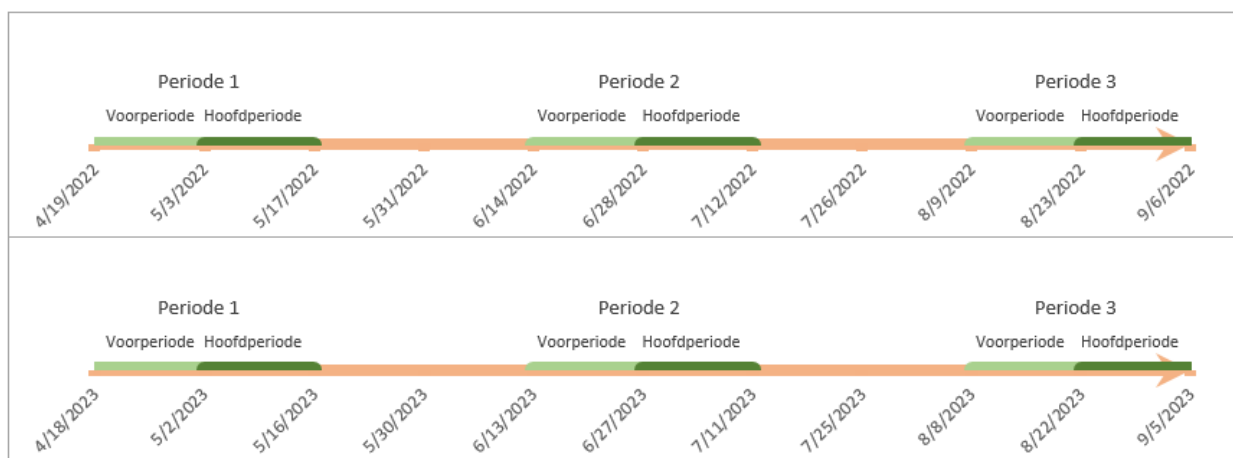 Periode 1 Periode 2 Periode 3
Voorperiode Hoofdperiode Voorperiode Hoofdperiode Voorperiode Hoofdperiode
4/19/2022 5/3/2022 5/17/2022 5/31/2022 6/14/2022 6/28/2022 7/12/2022 7/26/2022 8/9/2022 8/23/2022 9/6/2022
Periode 1 Periode 2 Periode 3
Voorperiode Hoofdperiode Voorperiode Hoofdperiode Voorperiode Hoofdperiode
4/18/2023 5/2/2023 5/16/2023 5/30/2023 6/13/2023 6/27/2023 7/11/2023 7/25/2023 8/8/2023 8/22/2023 9/5/2023